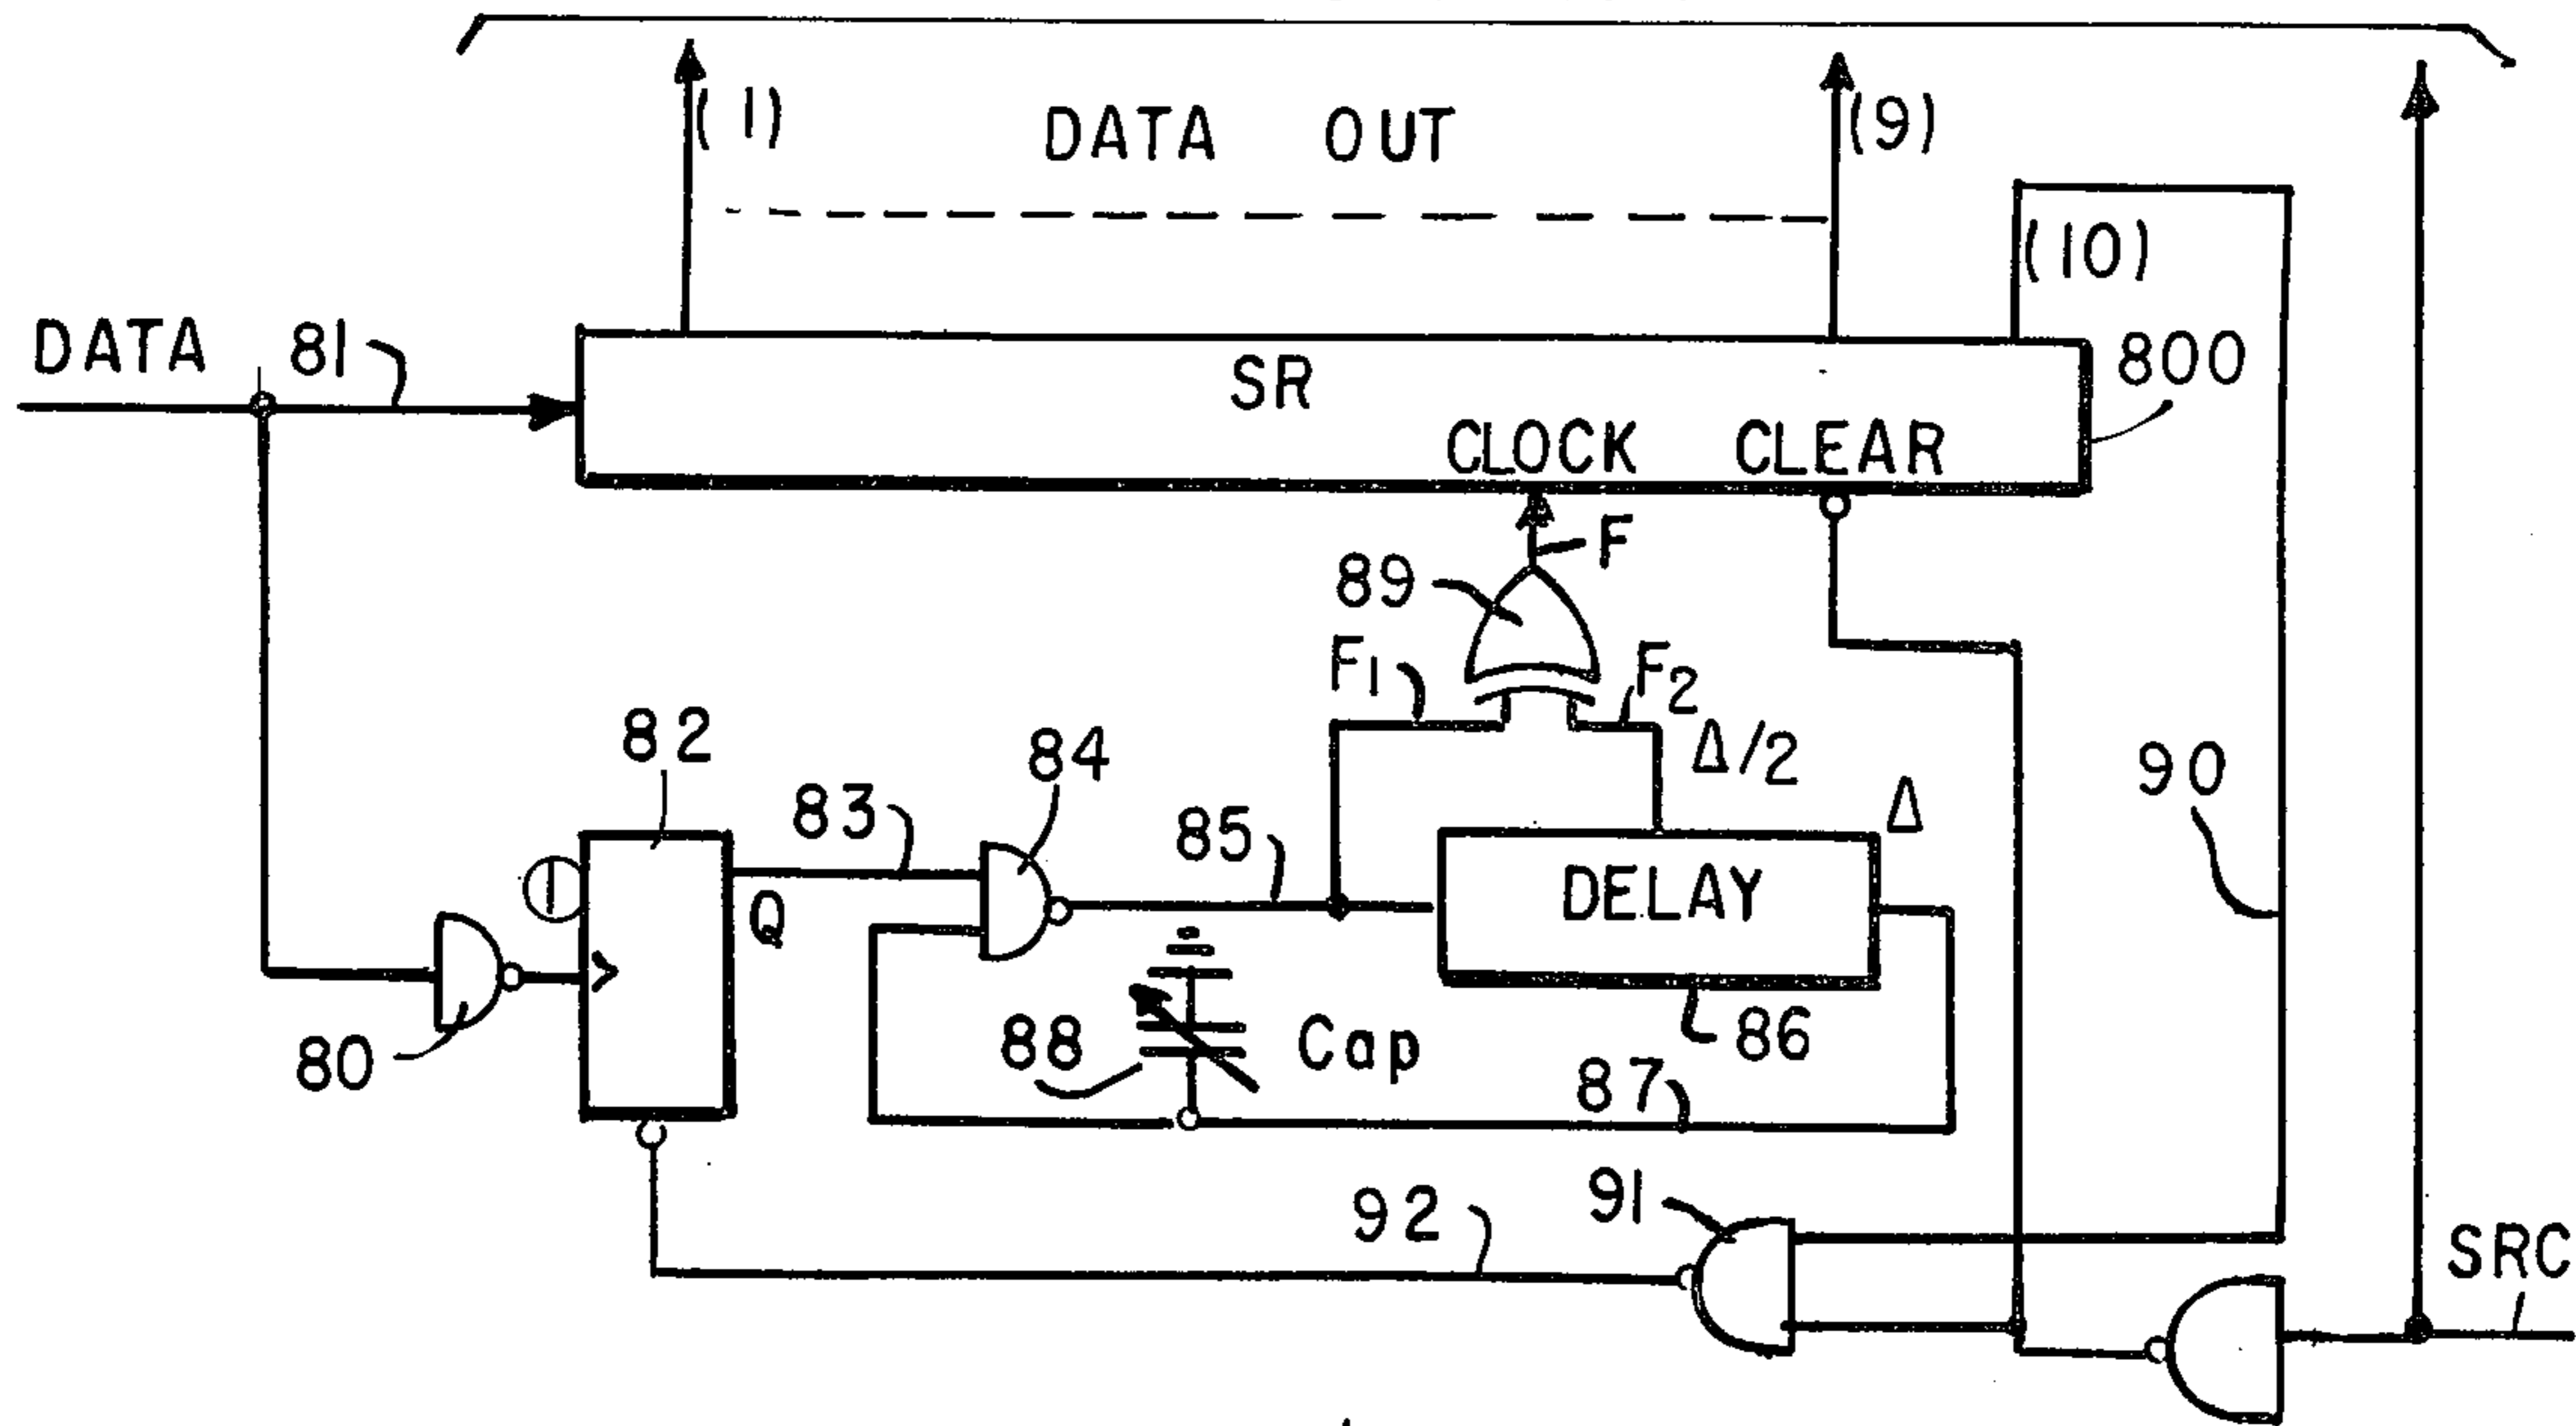 (1)
DATA OUT
(9)
(10)
DATA
81
SR
800
CLOCK
CLEAR
F
89
F1
F2
Δ/2
Δ
82
83
84
85
90
1
Q
DELAY
80
88
Cap
86
87
92
91
SRC